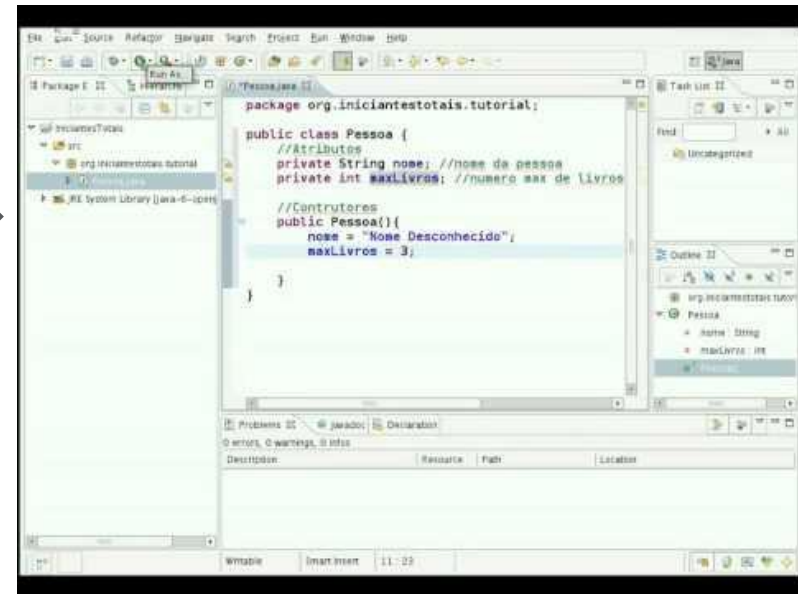 Source Refactor Navigate Search Project Run Window Help
Run As...
Java
Package E
Hierarchy
*Pessoa.java
Task List
IniciantesTotais
src
org.iniciantestotais.tutorial
Pessoa.java
JRE System Library [java-6-openj
package org.iniciantestotais.tutorial;
public class Pessoa {
//Atributos
private String nome; //nome da pessoa
private int maxLivros; //numero max de livros
//Contrutores
public Pessoa(){
nome = "Nome Desconhecido";
maxLivros = 3;
}
}
Find
All
Uncategorized
Outline
org.iniciantestotais.tutor
Pessoa
nome : String
maxLivros : int
Problems Javadoc Declaration
0 errors, 0 warnings, 0 infos
Description Resource Path Location
Writable Smart Insert 11 : 23